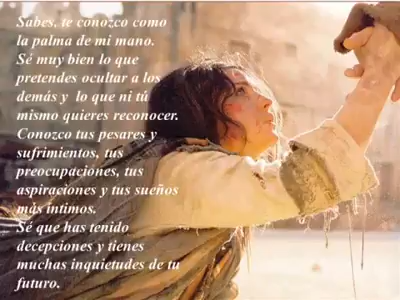 Sabes, te conozco como
la palma de mi mano.
Sé muy bien lo que
pretendes ocultar a los
demás y lo que ni tú
mismo quieres reconocer.
Conozco tus pesares y
sufrimientos, tus
preocupaciones, tus
aspiraciones y tus sueños
más íntimos.
Sé que has tenido
decepciones y tienes
muchas inquietudes de tu
futuro.